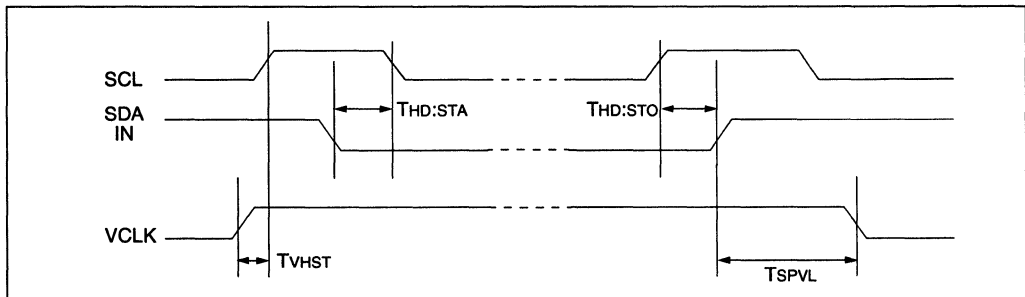 SCL
THD:STA
THD:STO
SDA
IN
VCLK
TVHST
TSPVL